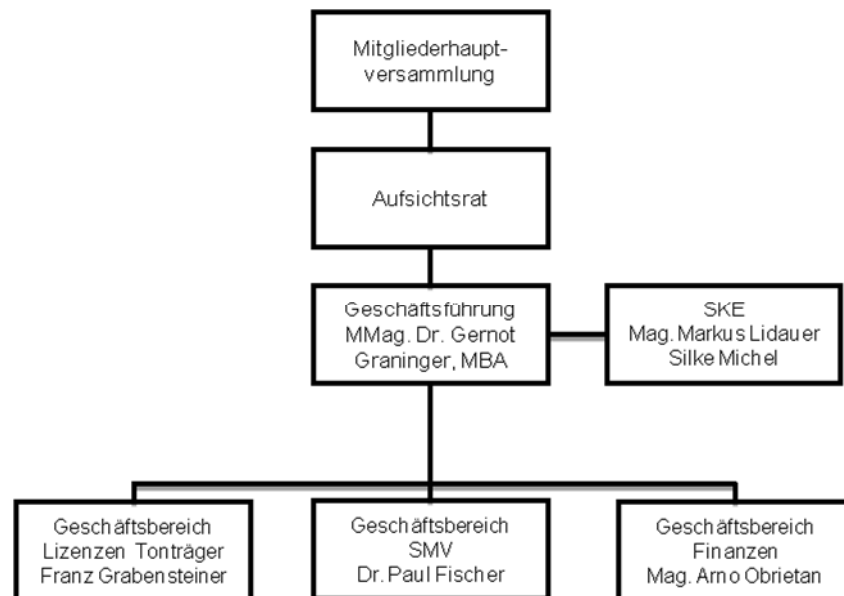 Mitgliederhaupt-
versammlung
Aufsichtsrat
Geschäftsführung
MMag. Dr. Gernot
Graninger, MBA
SKE
Mag. Markus Lidauer
Silke Michel
Geschäftsbereich
Lizenzen Tonträger
Franz Grabensteiner
Geschäftsbereich
SMV
Dr. Paul Fischer
Geschäftsbereich
Finanzen
Mag. Arno Obrietan